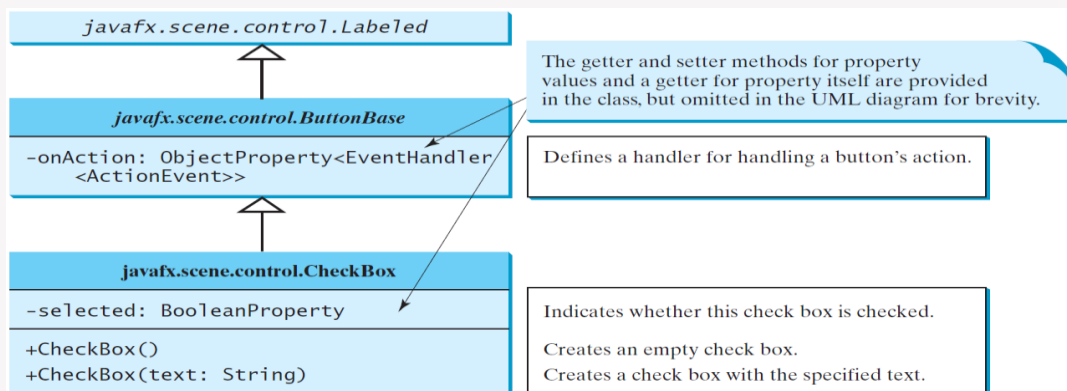 javafx.scene.control.Labeled
The getter and setter methods for property
values and a getter for property itself are provided
in the class, but omitted in the UML diagram for brevity.
javafx.scene.control.ButtonBase
-onAction: ObjectProperty<EventHandler
<ActionEvent>>
Defines a handler for handling a button's action.
javafx.scene.control.CheckBox
-selected: BooleanProperty
Indicates whether this check box is checked.
+CheckBox()
Creates an empty check box.
+CheckBox(text: String)
Creates a check box with the specified text.